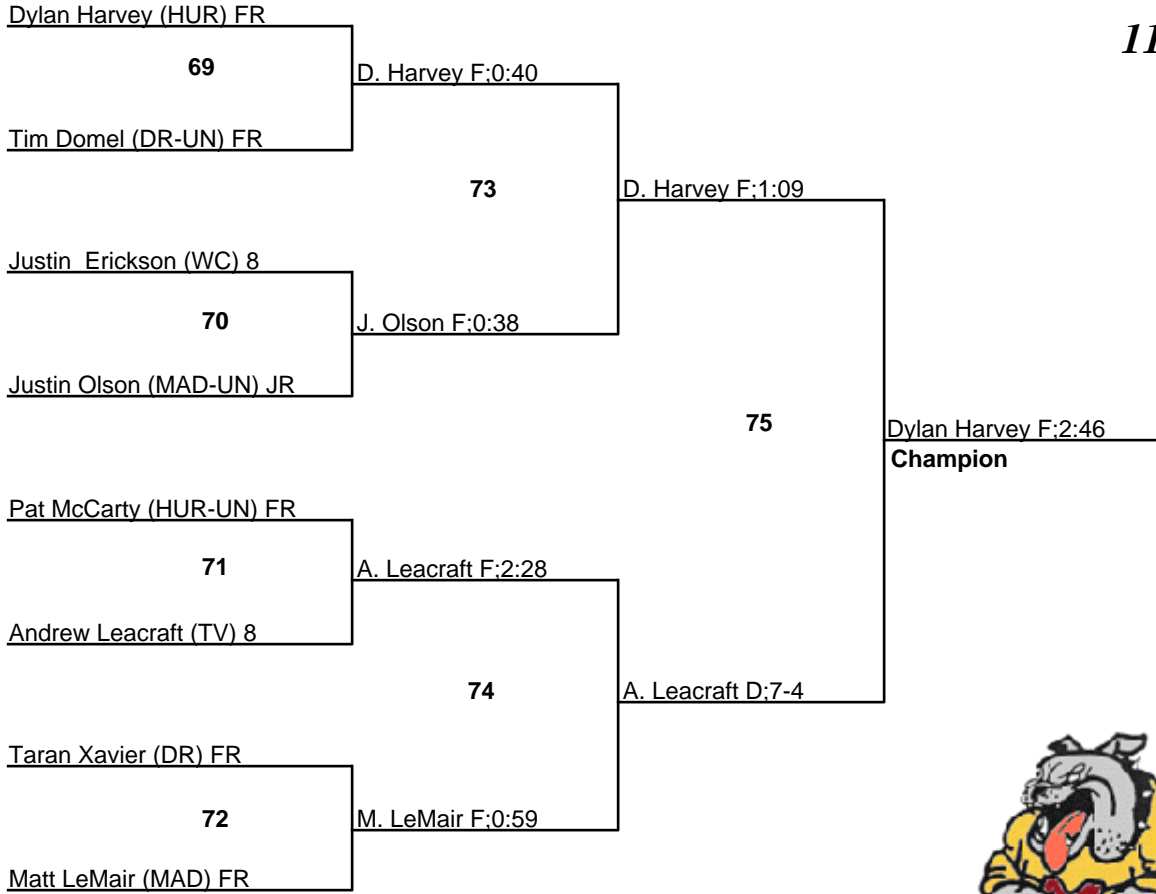 Dylan Harvey (HUR) FR
11
69
D. Harvey F;0:40
Tim Domel (DR-UN) FR
73
D. Harvey F;1:09
Justin  Erickson (WC) 8
70
J. Olson F;0:38
Justin Olson (MAD-UN) JR
75
Dylan Harvey F;2:46
Champion
Pat McCarty (HUR-UN) FR
71
A. Leacraft F;2:28
Andrew Leacraft (TV) 8
74
A. Leacraft D;7-4
Taran Xavier (DR) FR
72
M. LeMair F;0:59
Matt LeMair (MAD) FR